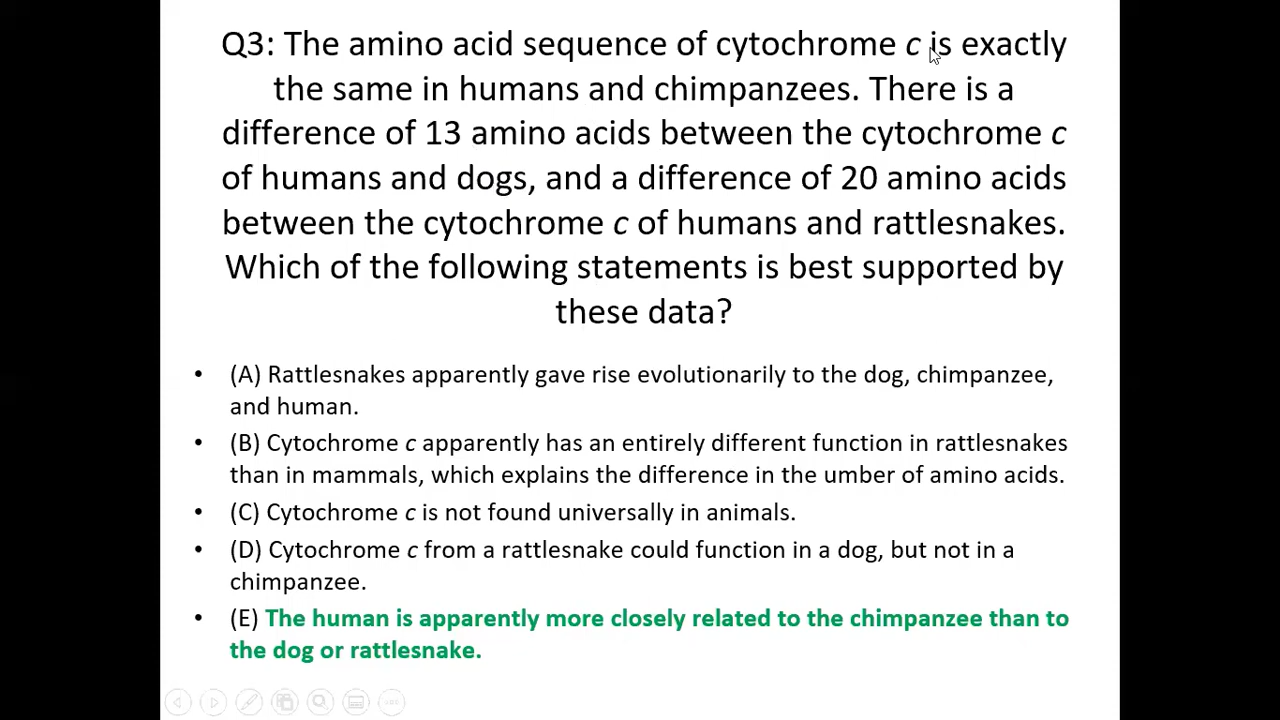 Q3: The amino acid sequence of cytochrome c is exactly
the same in humans and chimpanzees. There is a
difference of 13 amino acids between the cytochrome c
of humans and dogs, and a difference of 20 amino acids
between the cytochrome c of humans and rattlesnakes.
Which of the following statements is best supported by
these data?
• (A) Rattlesnakes apparently gave rise evolutionarily to the dog, chimpanzee,
and human.
• (B) Cytochrome c apparently has an entirely different function in rattlesnakes
than in mammals, which explains the difference in the umber of amino acids.
• (C) Cytochrome c is not found universally in animals.
• (D) Cytochrome c from a rattlesnake could function in a dog, but not in a
chimpanzee.
• (E) The human is apparently more closely related to the chimpanzee than to
the dog or rattlesnake.